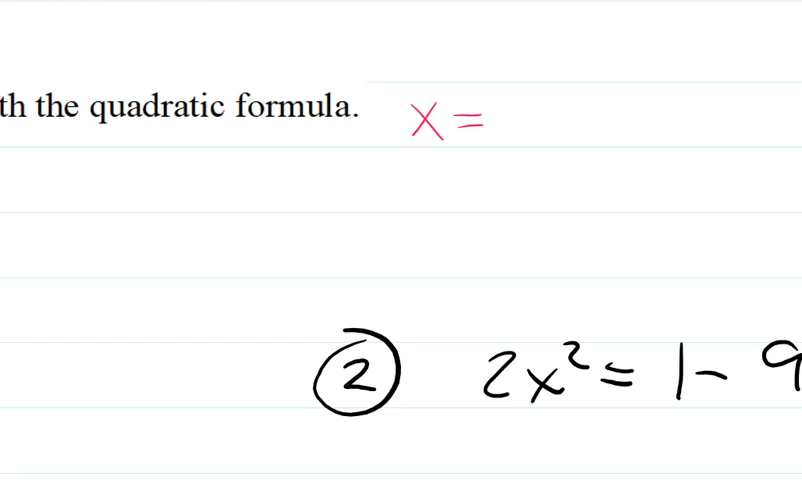 th the quadratic formula. x =
② 2x² = 1 - 9